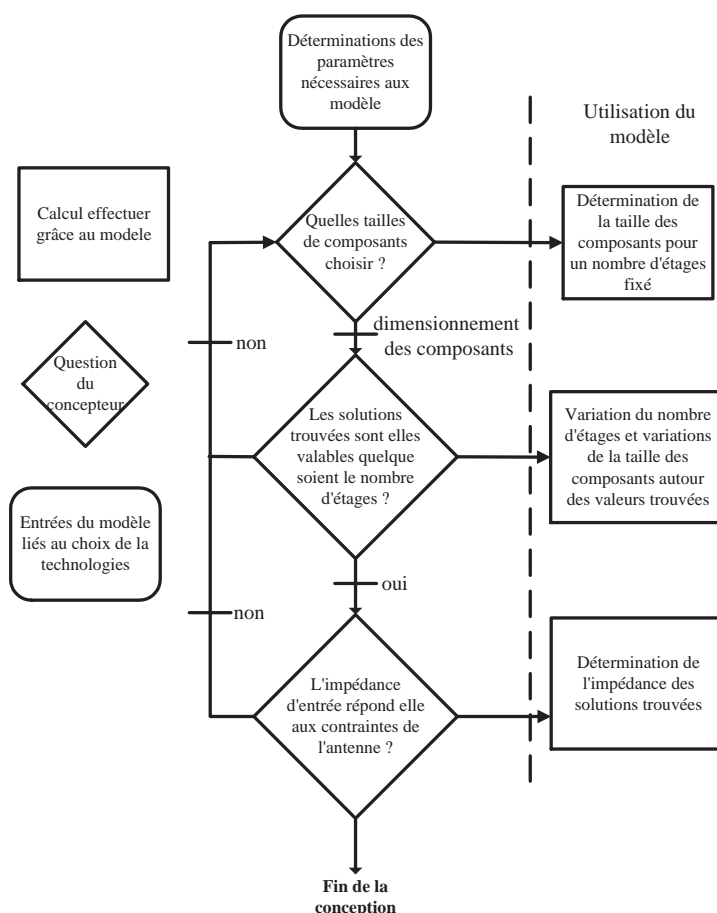 Déterminations des
paramètres
nécessaires aux
modèle
Utilisation du
modèle
Calcul effectuer
grâce au modele
Quelles tailles
de composants
choisir ?
Détermination de
la taille des
composants pour
un nombre d'étages
fixé
non
dimensionnement
des composants
Question
du
concepteur
Les solutions
trouvées sont elles
valables quelque
soient le nombre
d'étages ?
Variation du nombre
d'étages et variations
de la taille des
composants autour
des valeurs trouvées
Entrées du modèle
liés au choix de la
technologies
oui
non
L'impédance
d'entrée répond elle
aux contraintes de
l'antenne ?
Détermination de
l'impédance des
solutions trouvées
Fin de la
conception